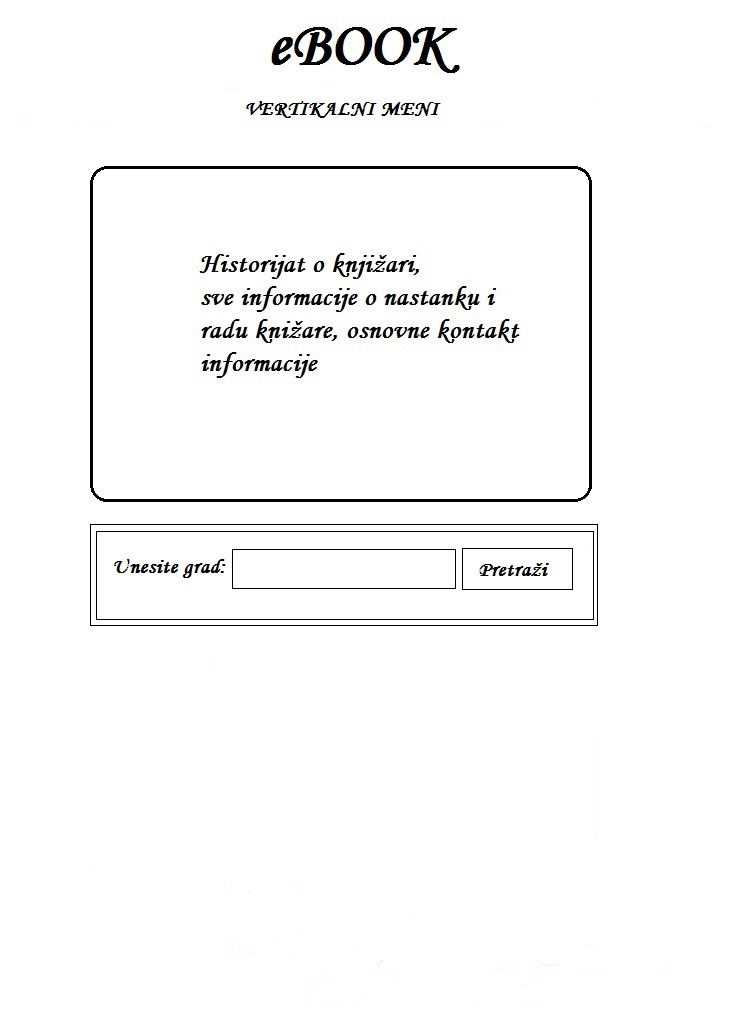 eBOOK
VERTIKALNI MENI
Historijat o knjižari,
sve informacije o nastanku i
radu knižare, osnovne kontakt
informacije
Unesite grad:
Pretraži